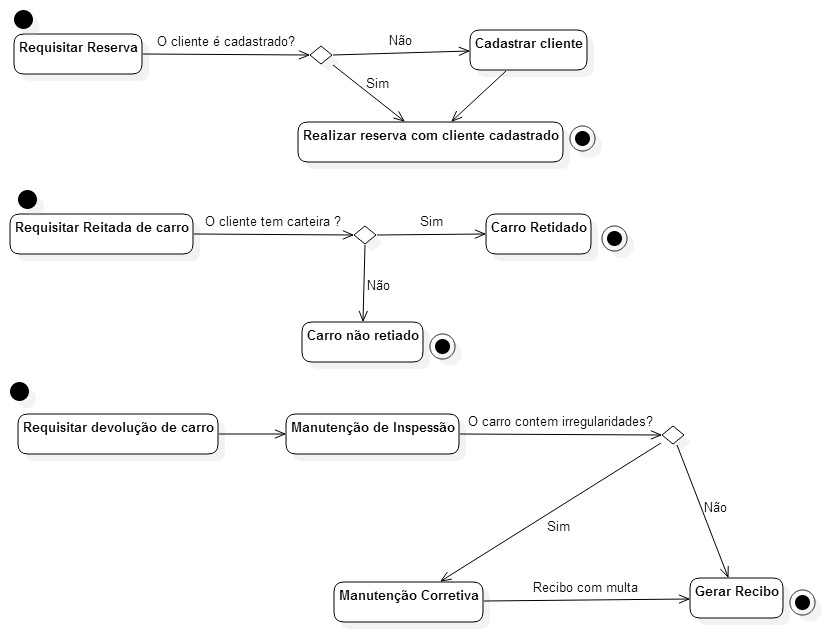 O cliente é cadastrado?
Não
Cadastrar cliente
Requisitar Reserva
Sim
Realizar reserva com cliente cadastrado
O cliente tem carteira ?
Sim
Requisitar Reitada de carro
Carro Retidado
Não
Carro não retiado
Requisitar devolução de carro
Manutenção de Inspessão
O carro contem irregularidades?
Não
Sim
Recibo com multa
Manutenção Corretiva
Gerar Recibo